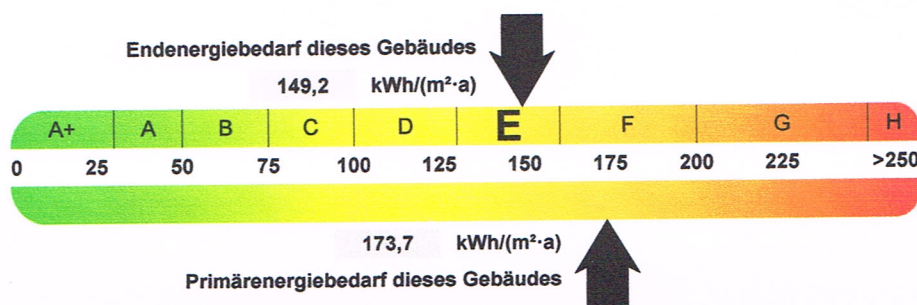 Endenergiebedarf dieses Gebäudes
149,2 kWh/(m²·a)
A+ A B C D E F G H
0 25 50 75 100 125 150 175 200 225 >250
173,7 kWh/(m²·a)
Primärenergiebedarf dieses Gebäudes